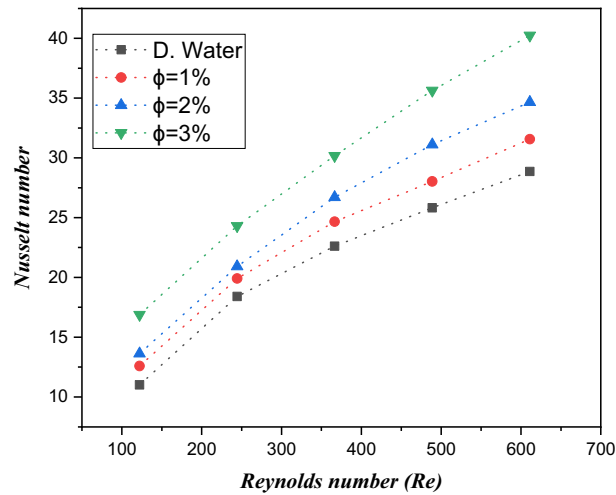 40
35
30
25
20
15
10
Nusselt number
D. Water
ϕ=1%
ϕ=2%
ϕ=3%
100 200 300 400 500 600 700
Reynolds number (Re)